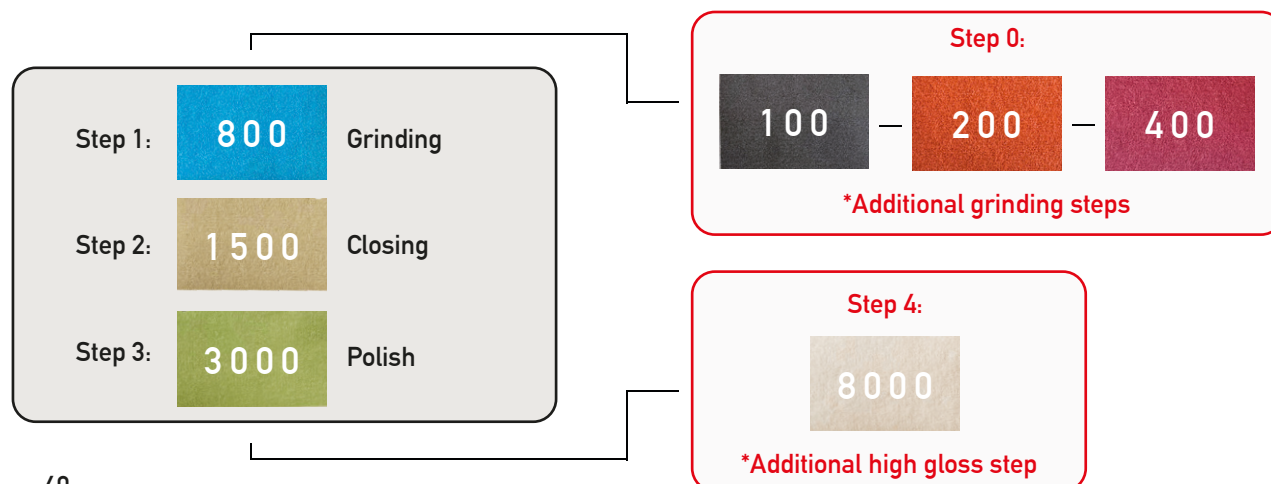 Step 1:
800
Grinding
Step 2:
1500
Closing
Step 3:
3000
Polish
Step 0:
100 — 200 — 400
*Additional grinding steps
Step 4:
8000
*Additional high gloss step